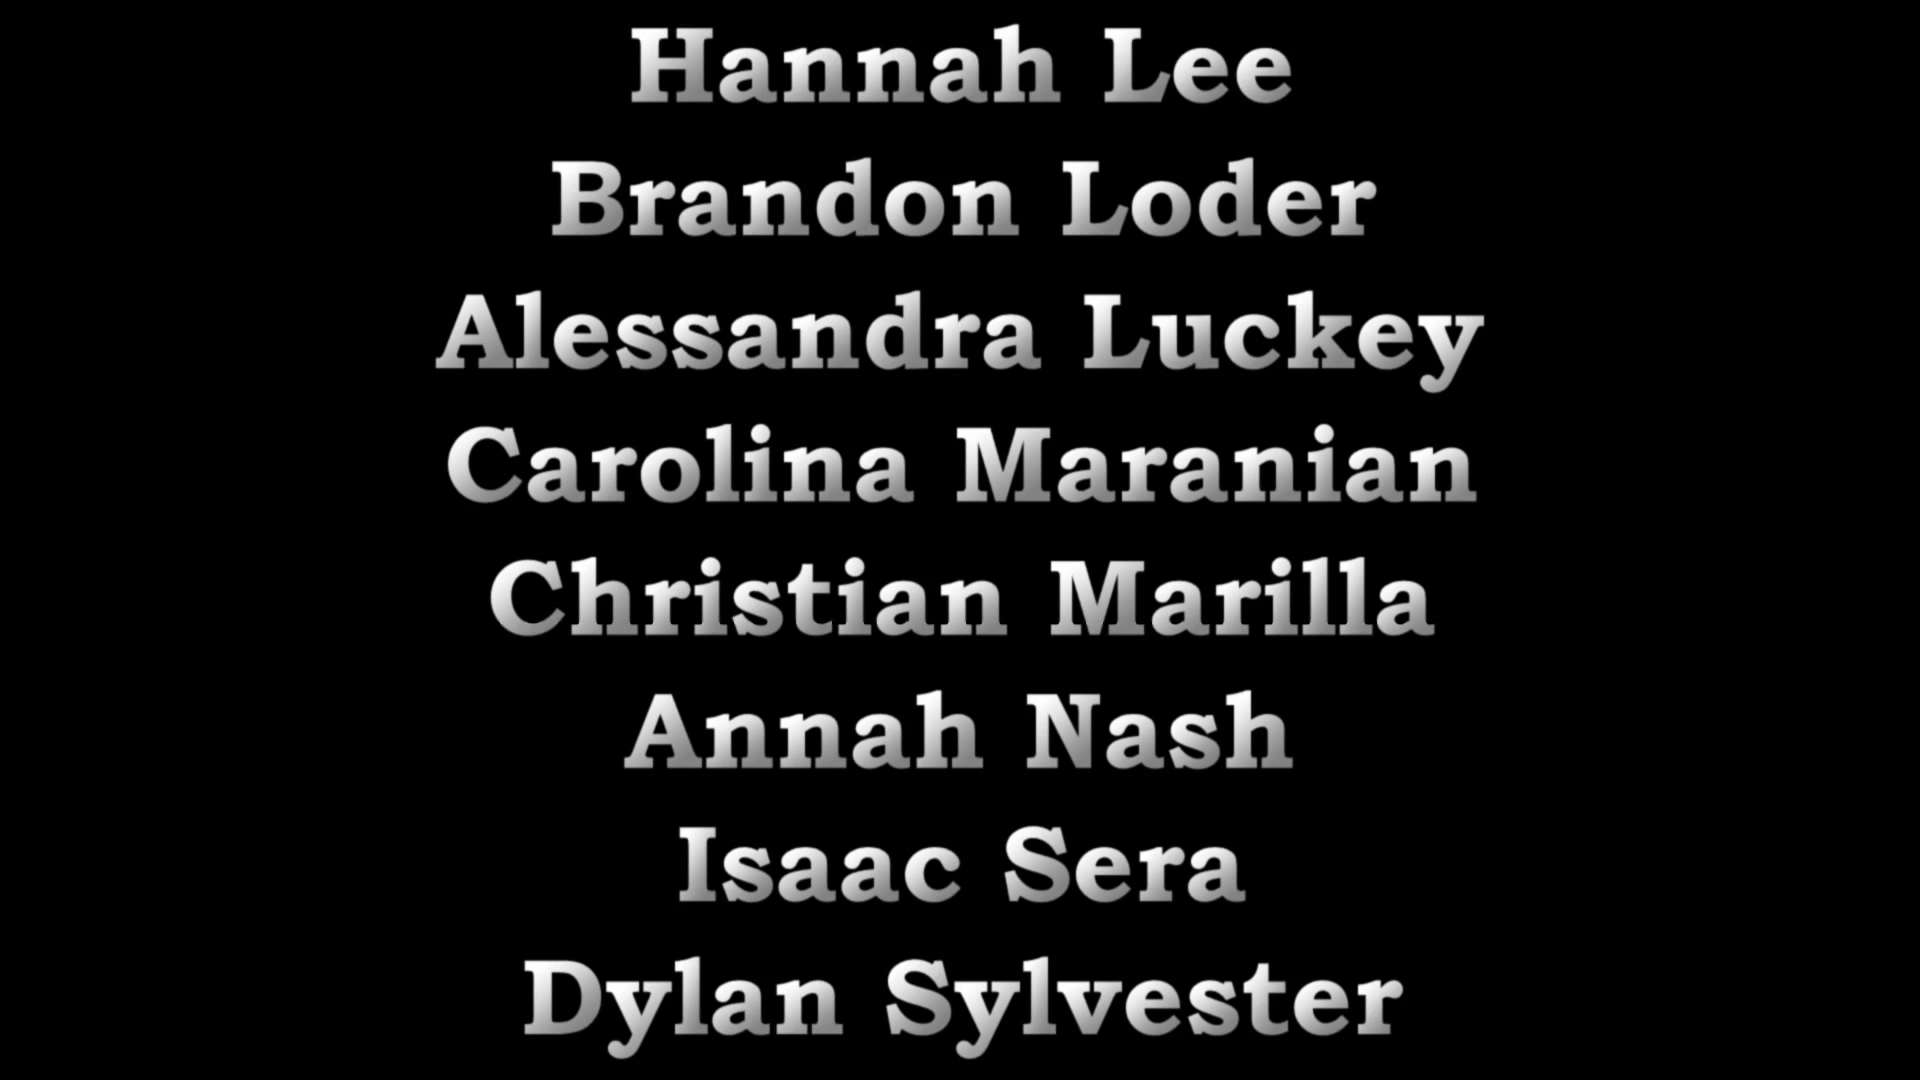 Hannah Lee
Brandon Loder
Alessandra Luckey
Carolina Maranian
Christian Marilla
Annah Nash
Isaac Sera
Dylan Sylvester